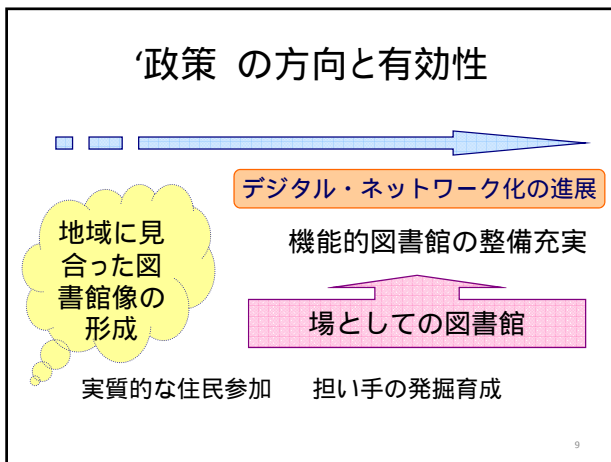 ‘政策 の方向と有効性
デジタル・ネットワーク化の進展
地域に見
合った図
書館像の
形成
機能的図書館の整備充実
場としての図書館
実質的な住民参加 担い手の発掘育成
9